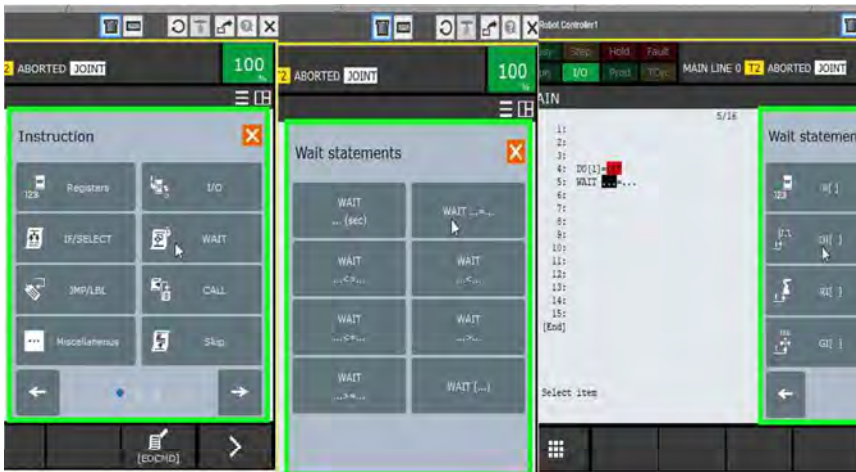 2 ABORTED JOINT
100
%
Instruction
Registers
I/O
IF/SELECT
WAIT
JMP/LBL
CALL
Miscellaneous
Skip
[EDCMD]
T2 ABORTED JOINT
100
%
Wait statements
WAIT
... (sec)
WAIT ...=...
WAIT
...<>...
WAIT
...<...
WAIT
...<=...
WAIT
...>...
WAIT
...>=...
WAIT (...)
Robot Controller1
Step Hold Fault
I/O Prod TCyc
MAIN LINE 0 T2 ABORTED JOINT
AIN
5/16
1:
2:
3:
4: DO[1]=
5: WAIT ...=...
6:
7:
8:
9:
10:
11:
12:
13:
14:
15:
[End]
Select item
Wait statemen
R[ ]
DI[ ]
RI[ ]
GI[ ]